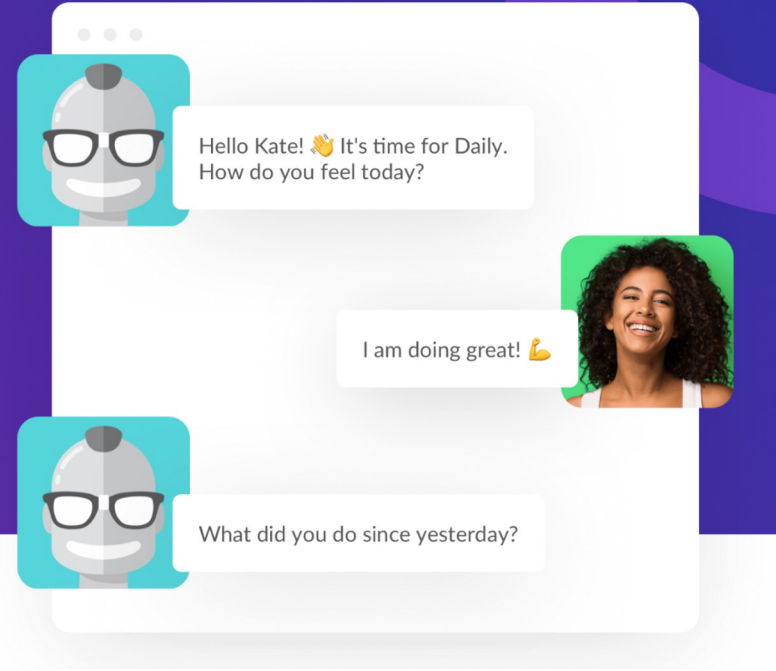 Hello Kate! 👋 It's time for Daily.
How do you feel today?
I am doing great! 💪
What did you do since yesterday?